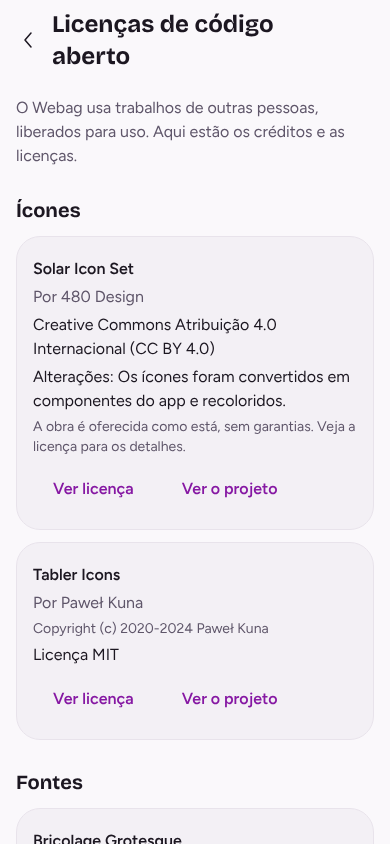 Licenças de código
aberto
O Webag usa trabalhos de outras pessoas,
liberados para uso. Aqui estão os créditos e as
licenças.
Ícones
Solar Icon Set
Por 480 Design
Creative Commons Atribuição 4.0
Internacional (CC BY 4.0)
Alterações: Os ícones foram convertidos em
componentes do app e recoloridos.
A obra é oferecida como está, sem garantias. Veja a
licença para os detalhes.
Ver licença Ver o projeto
Tabler Icons
Por Paweł Kuna
Copyright (c) 2020-2024 Paweł Kuna
Licença MIT
Ver licença Ver o projeto
Fontes
Bricolage Grotesque